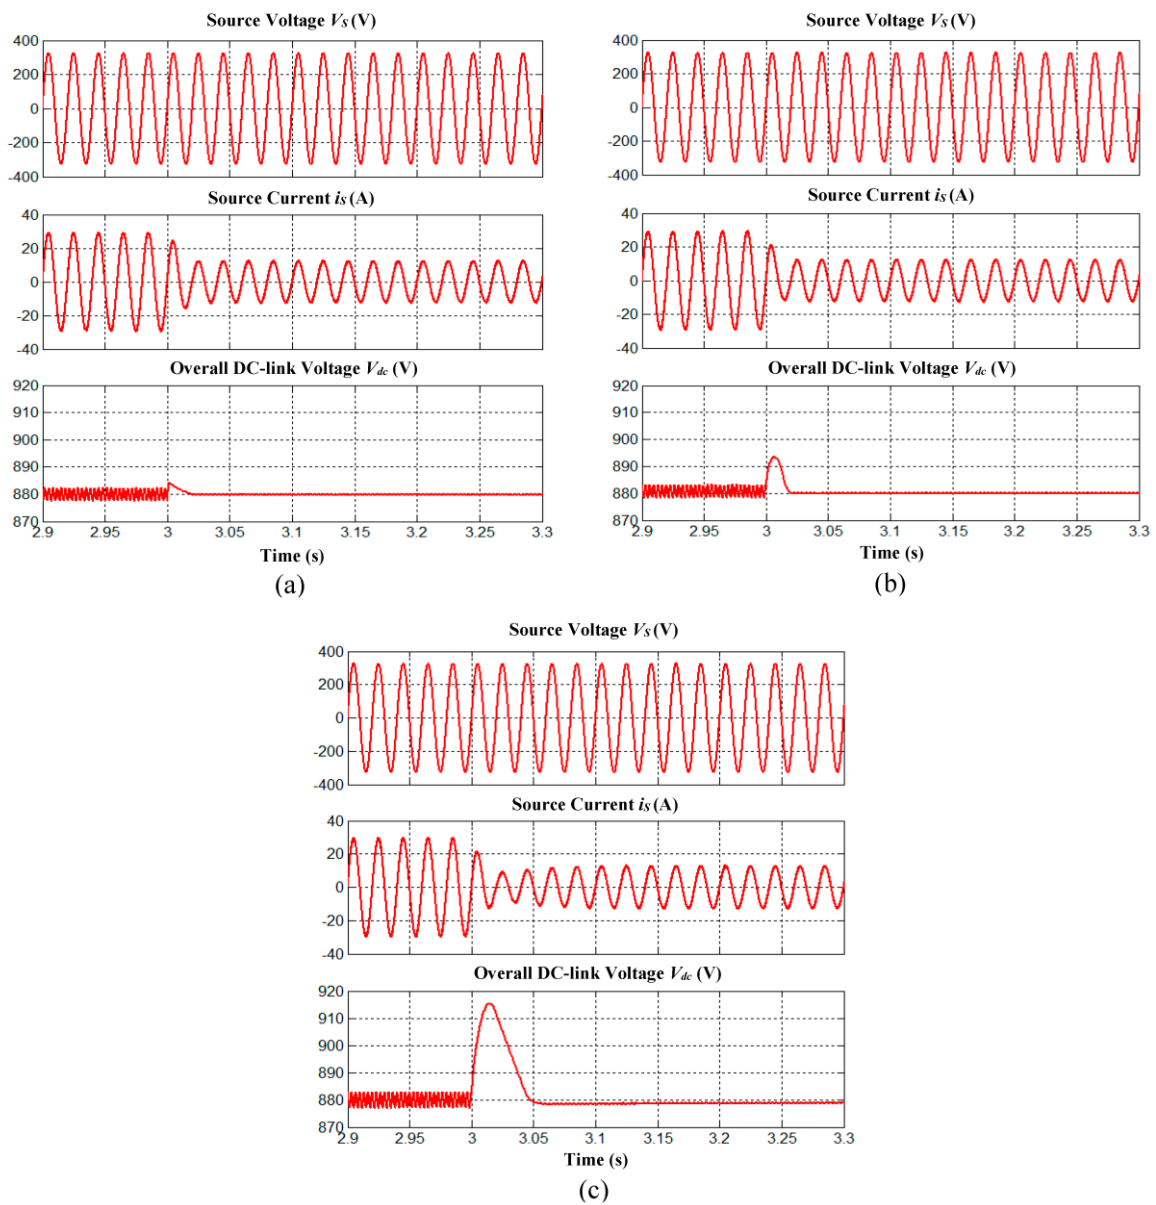 Source Voltage VS (V)
400
200
0
-200
-400
Source Current iS (A)
40
20
0
-20
-40
Overall DC-link Voltage Vdc (V)
920
910
900
890
880
870
2.9 2.95 3 3.05 3.1 3.15 3.2 3.25 3.3
Time (s)
(a)
Source Voltage VS (V)
400
200
0
-200
-400
Source Current iS (A)
40
20
0
-20
-40
Overall DC-link Voltage Vdc (V)
920
910
900
890
880
870
2.9 2.95 3 3.05 3.1 3.15 3.2 3.25 3.3
Time (s)
(b)
Source Voltage VS (V)
400
200
0
-200
-400
Source Current iS (A)
40
20
0
-20
-40
Overall DC-link Voltage Vdc (V)
920
910
900
890
880
870
2.9 2.95 3 3.05 3.1 3.15 3.2 3.25 3.3
Time (s)
(c)